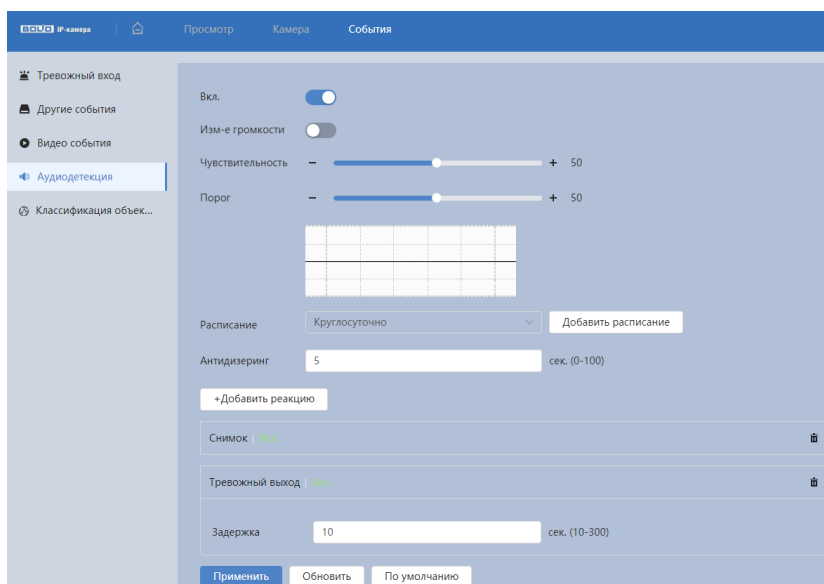 BOLID IP-камера
Просмотр Камера События
Тревожный вход
Другие события
Видео события
Аудиодетекция
Классификация объек...
Вкл.
Изм-е громкости
Чувствительность − + 50
Порог − + 50
Расписание Круглосуточно Добавить расписание
Антидизеринг 5 сек. (0-100)
+Добавить реакцию
Снимок |
Тревожный выход |
Задержка 10 сек. (10-300)
Применить Обновить По умолчанию